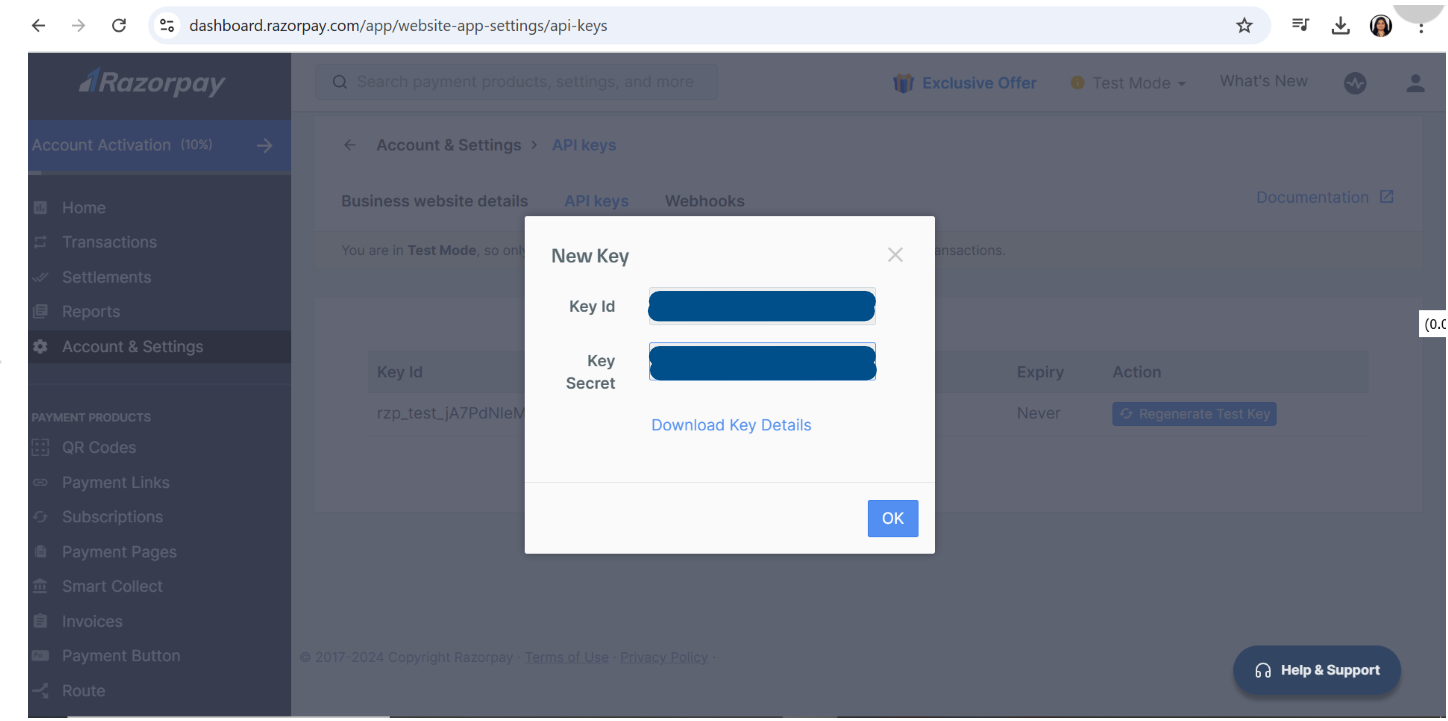 dashboard.razorpay.com/app/website-app-settings/api-keys
Razorpay
Search payment products, settings, and more
Exclusive Offer
Test Mode
What's New
Account Activation (10%)
Account & Settings > API keys
Home
Transactions
Settlements
Reports
Account & Settings
PAYMENT PRODUCTS
QR Codes
Payment Links
Subscriptions
Payment Pages
Smart Collect
Invoices
Payment Button
Route
Business website details
API keys
Webhooks
Documentation
You are in Test Mode, so onl
ansactions.
New Key
Key Id
Key
Secret
Download Key Details
OK
Key Id
Expiry
Action
rzp_test_jA7PdNleM
Never
Regenerate Test Key
(0.0
© 2017-2024 Copyright Razorpay · Terms of Use · Privacy Policy ·
Help & Support